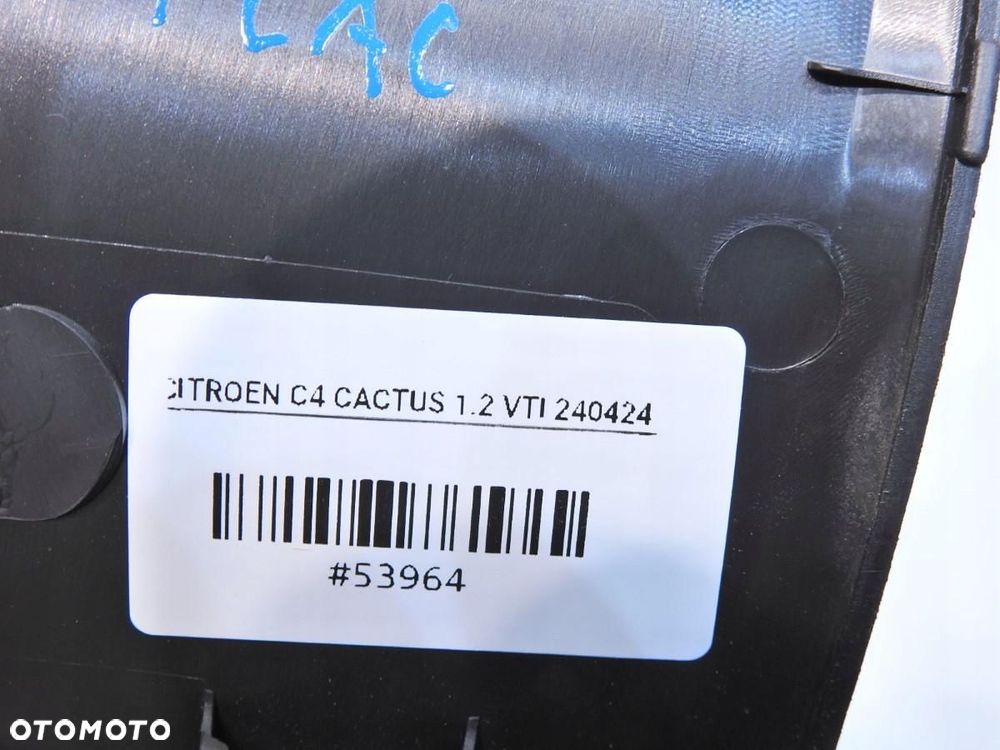 CITROEN C4 CACTUS 1.2 VTI 240424
#53964
OTOMOTO